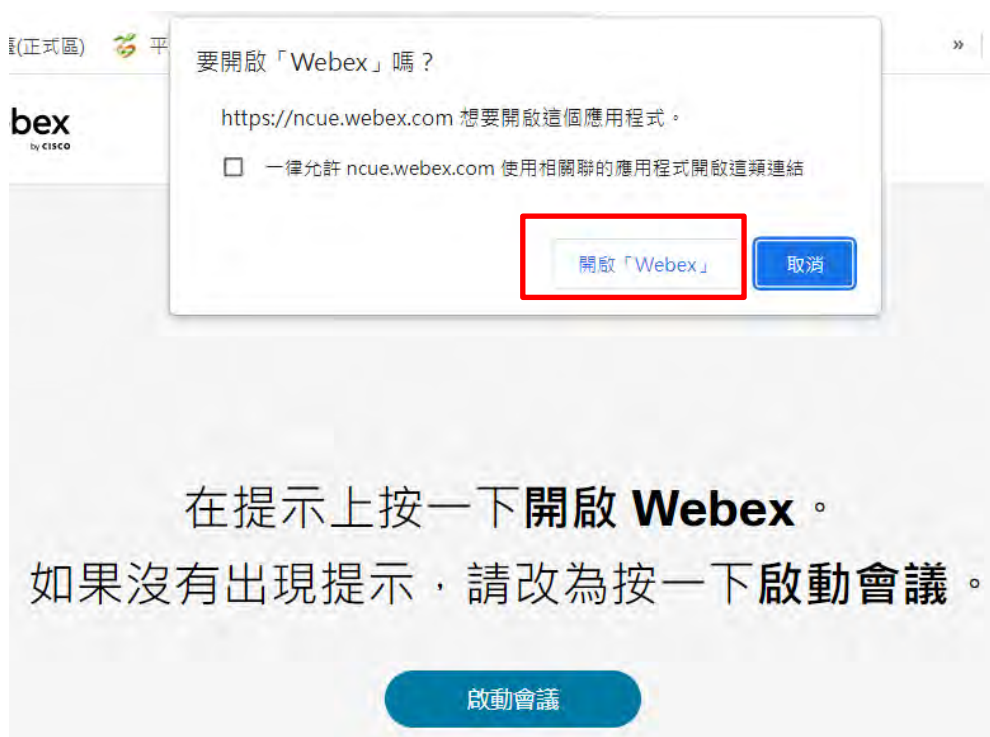 (正式區) 平
»
要開啟「Webex」嗎？
https://ncue.webex.com 想要開啟這個應用程式。
bex
by CISCO
一律允許 ncue.webex.com 使用相關聯的應用程式開啟這類連結
開啟「Webex」 取消
在提示上按一下開啟 Webex。
如果沒有出現提示，請改為按一下啟動會議。
啟動會議